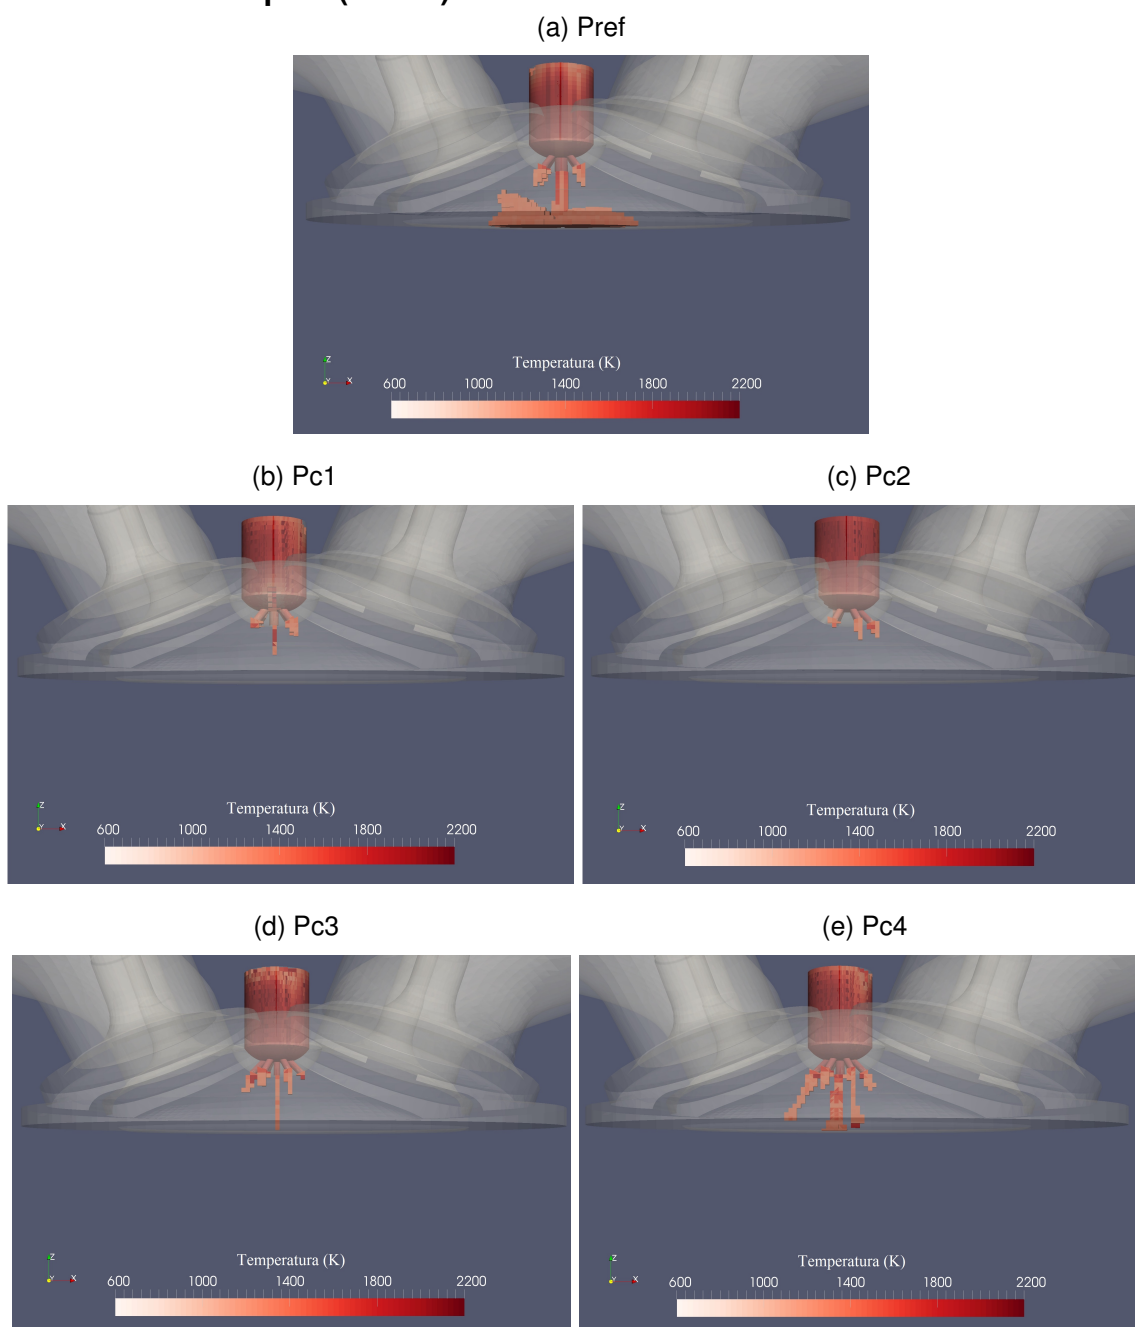 (a) Pref
Z
Y X
Temperatura (K)
600 1000 1400 1800 2200
(b) Pc1
(c) Pc2
Z
Y X
Temperatura (K)
600 1000 1400 1800 2200
Z
Y X
Temperatura (K)
600 1000 1400 1800 2200
(d) Pc3
(e) Pc4
Z
Y X
Temperatura (K)
600 1000 1400 1800 2200
Z
Y X
Temperatura (K)
600 1000 1400 1800 2200